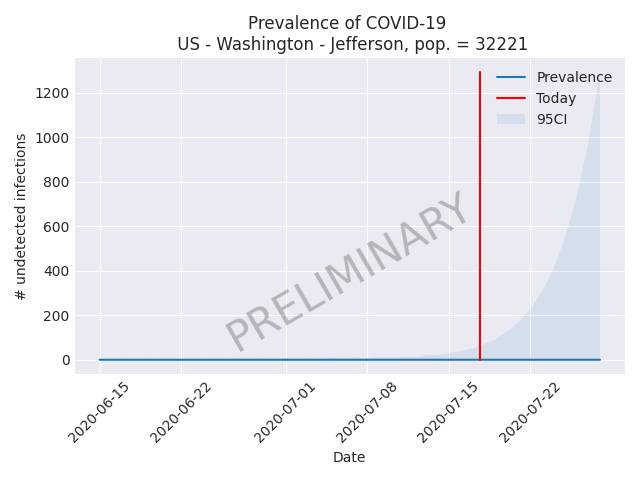 Prevalence of COVID-19
US - Washington - Jefferson, pop. = 32221
Prevalence
Today
95CI
1200
1000
800
600
400
200
0
# undetected infections
PRELIMINARY
2020-06-15
2020-06-22
2020-07-01
2020-07-08
2020-07-15
2020-07-22
Date